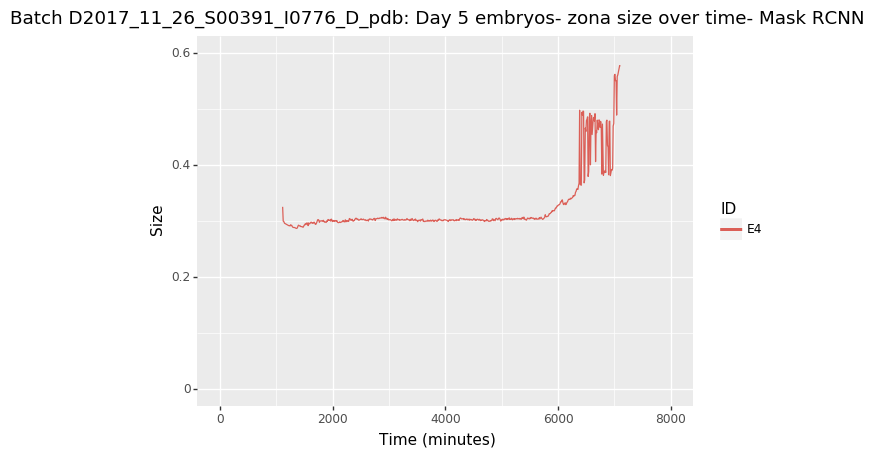 Batch D2017_11_26_S00391_I0776_D_pdb: Day 5 embryos- zona size over time- Mask RCNN
0.6
0.4
0.2
0
Size
0
2000
4000
6000
8000
Time (minutes)
ID
E4